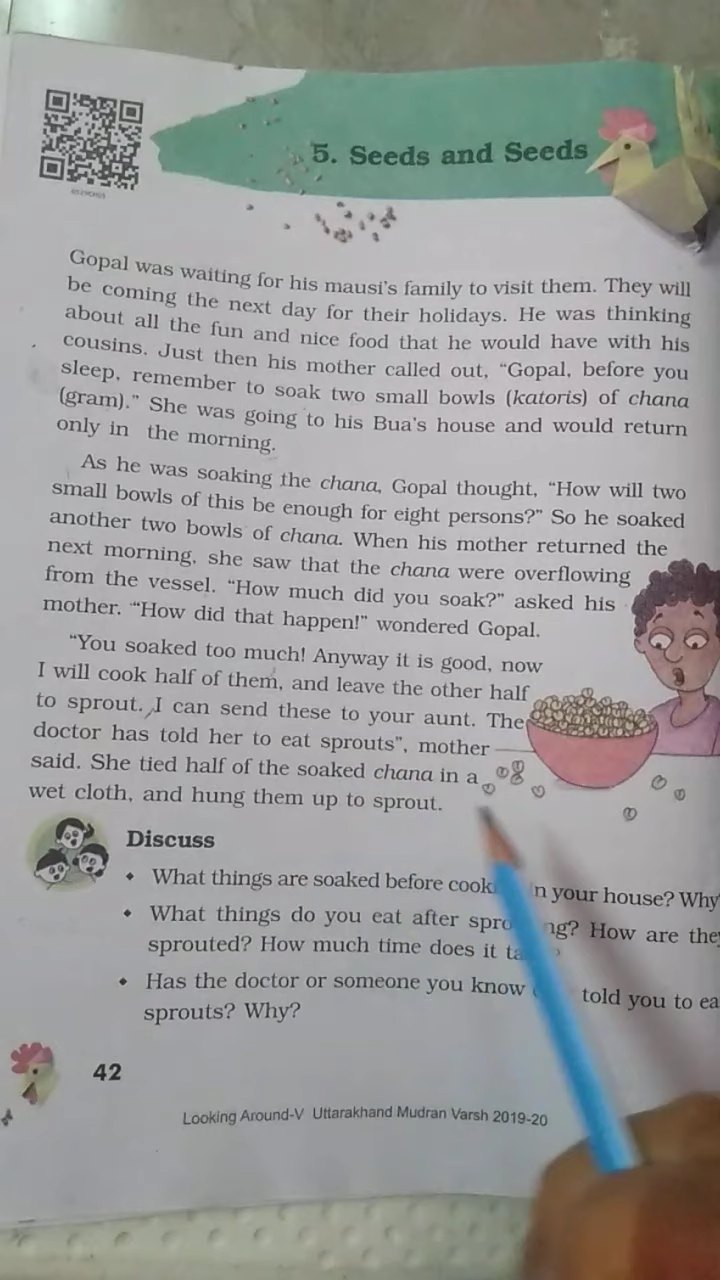 5. Seeds and Seeds
Gopal was waiting for his mausi's family to visit them. They will
be coming the next day for their holidays. He was thinking
about all the fun and nice food that he would have with his
cousins. Just then his mother called out, “Gopal, before you
sleep, remember to soak two small bowls (katoris) of chana
(gram).” She was going to his Bua's house and would return
only in the morning.
As he was soaking the chana, Gopal thought, “How will two
small bowls of this be enough for eight persons?” So he soaked
another two bowls of chana. When his mother returned the
next morning, she saw that the chana were overflowing
from the vessel. “How much did you soak?” asked his
mother. “How did that happen!” wondered Gopal.
“You soaked too much! Anyway it is good, now
I will cook half of them, and leave the other half
to sprout. I can send these to your aunt. The
doctor has told her to eat sprouts”, mother
said. She tied half of the soaked chana in a
wet cloth, and hung them up to sprout.
Discuss
• What things are soaked before in your house? Why
• What things do you eat after How are
sprouted? How much time does it
• Has the doctor or someone you know told you to
sprouts? Why?
42
Looking Around-V Uttarakhand Mudran Varsh 2019-20